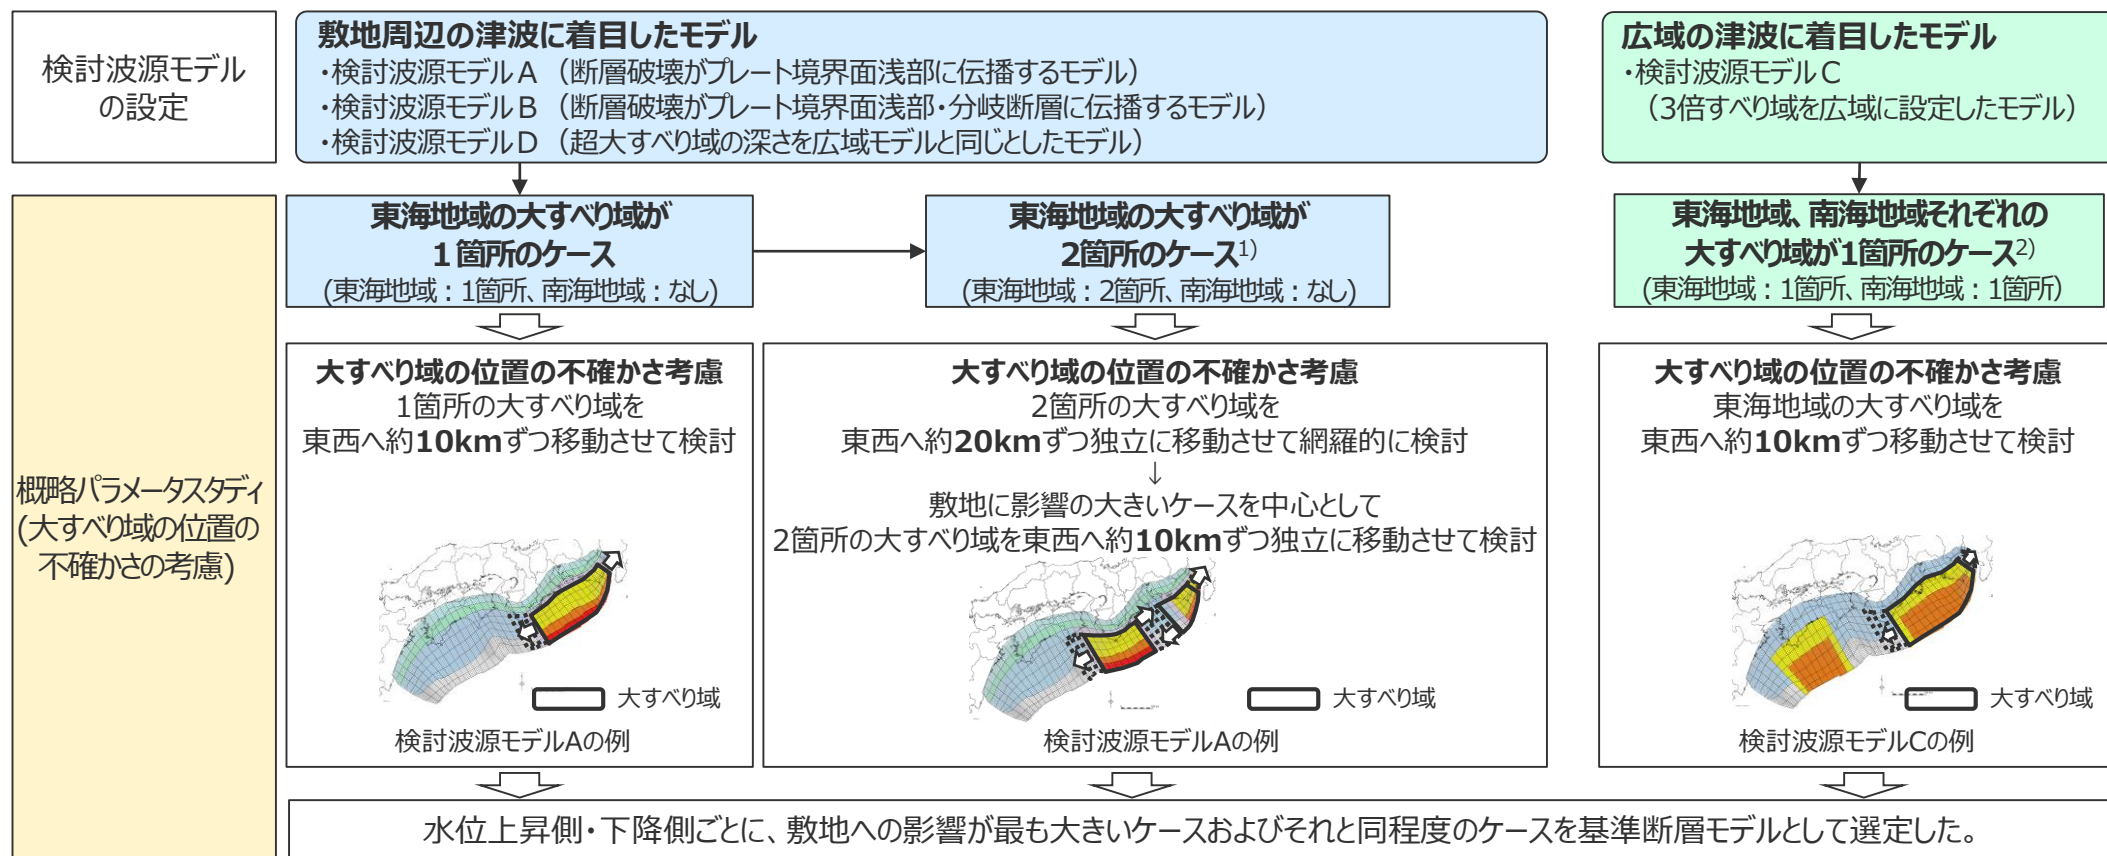 検討波源モデル
の設定
敷地周辺の津波に着目したモデル
・検討波源モデルA （断層破壊がプレート境界面浅部に伝播するモデル）
・検討波源モデルB （断層破壊がプレート境界面浅部・分岐断層に伝播するモデル）
・検討波源モデルD （超大すべり域の深さを広域モデルと同じとしたモデル）
広域の津波に着目したモデル
・検討波源モデルC
（3倍すべり域を広域に設定したモデル）
概略パラメータスタディ
(大すべり域の位置の
不確かさの考慮)
東海地域の大すべり域が
1箇所のケース
(東海地域：1箇所、南海地域：なし)
東海地域の大すべり域が
2箇所のケース1)
(東海地域：2箇所、南海地域：なし)
東海地域、南海地域それぞれの
大すべり域が1箇所のケース2)
(東海地域：1箇所、南海地域：1箇所)
大すべり域の位置の不確かさ考慮
1箇所の大すべり域を
東西へ約10kmずつ移動させて検討
大すべり域
検討波源モデルAの例
大すべり域の位置の不確かさ考慮
2箇所の大すべり域を
東西へ約20kmずつ独立に移動させて網羅的に検討
↓
敷地に影響の大きいケースを中心として
2箇所の大すべり域を東西へ約10kmずつ独立に移動させて検討
大すべり域
検討波源モデルAの例
大すべり域の位置の不確かさ考慮
東海地域の大すべり域を
東西へ約10kmずつ移動させて検討
大すべり域
検討波源モデルCの例
水位上昇側・下降側ごとに、敷地への影響が最も大きいケースおよびそれと同程度のケースを基準断層モデルとして選定した。